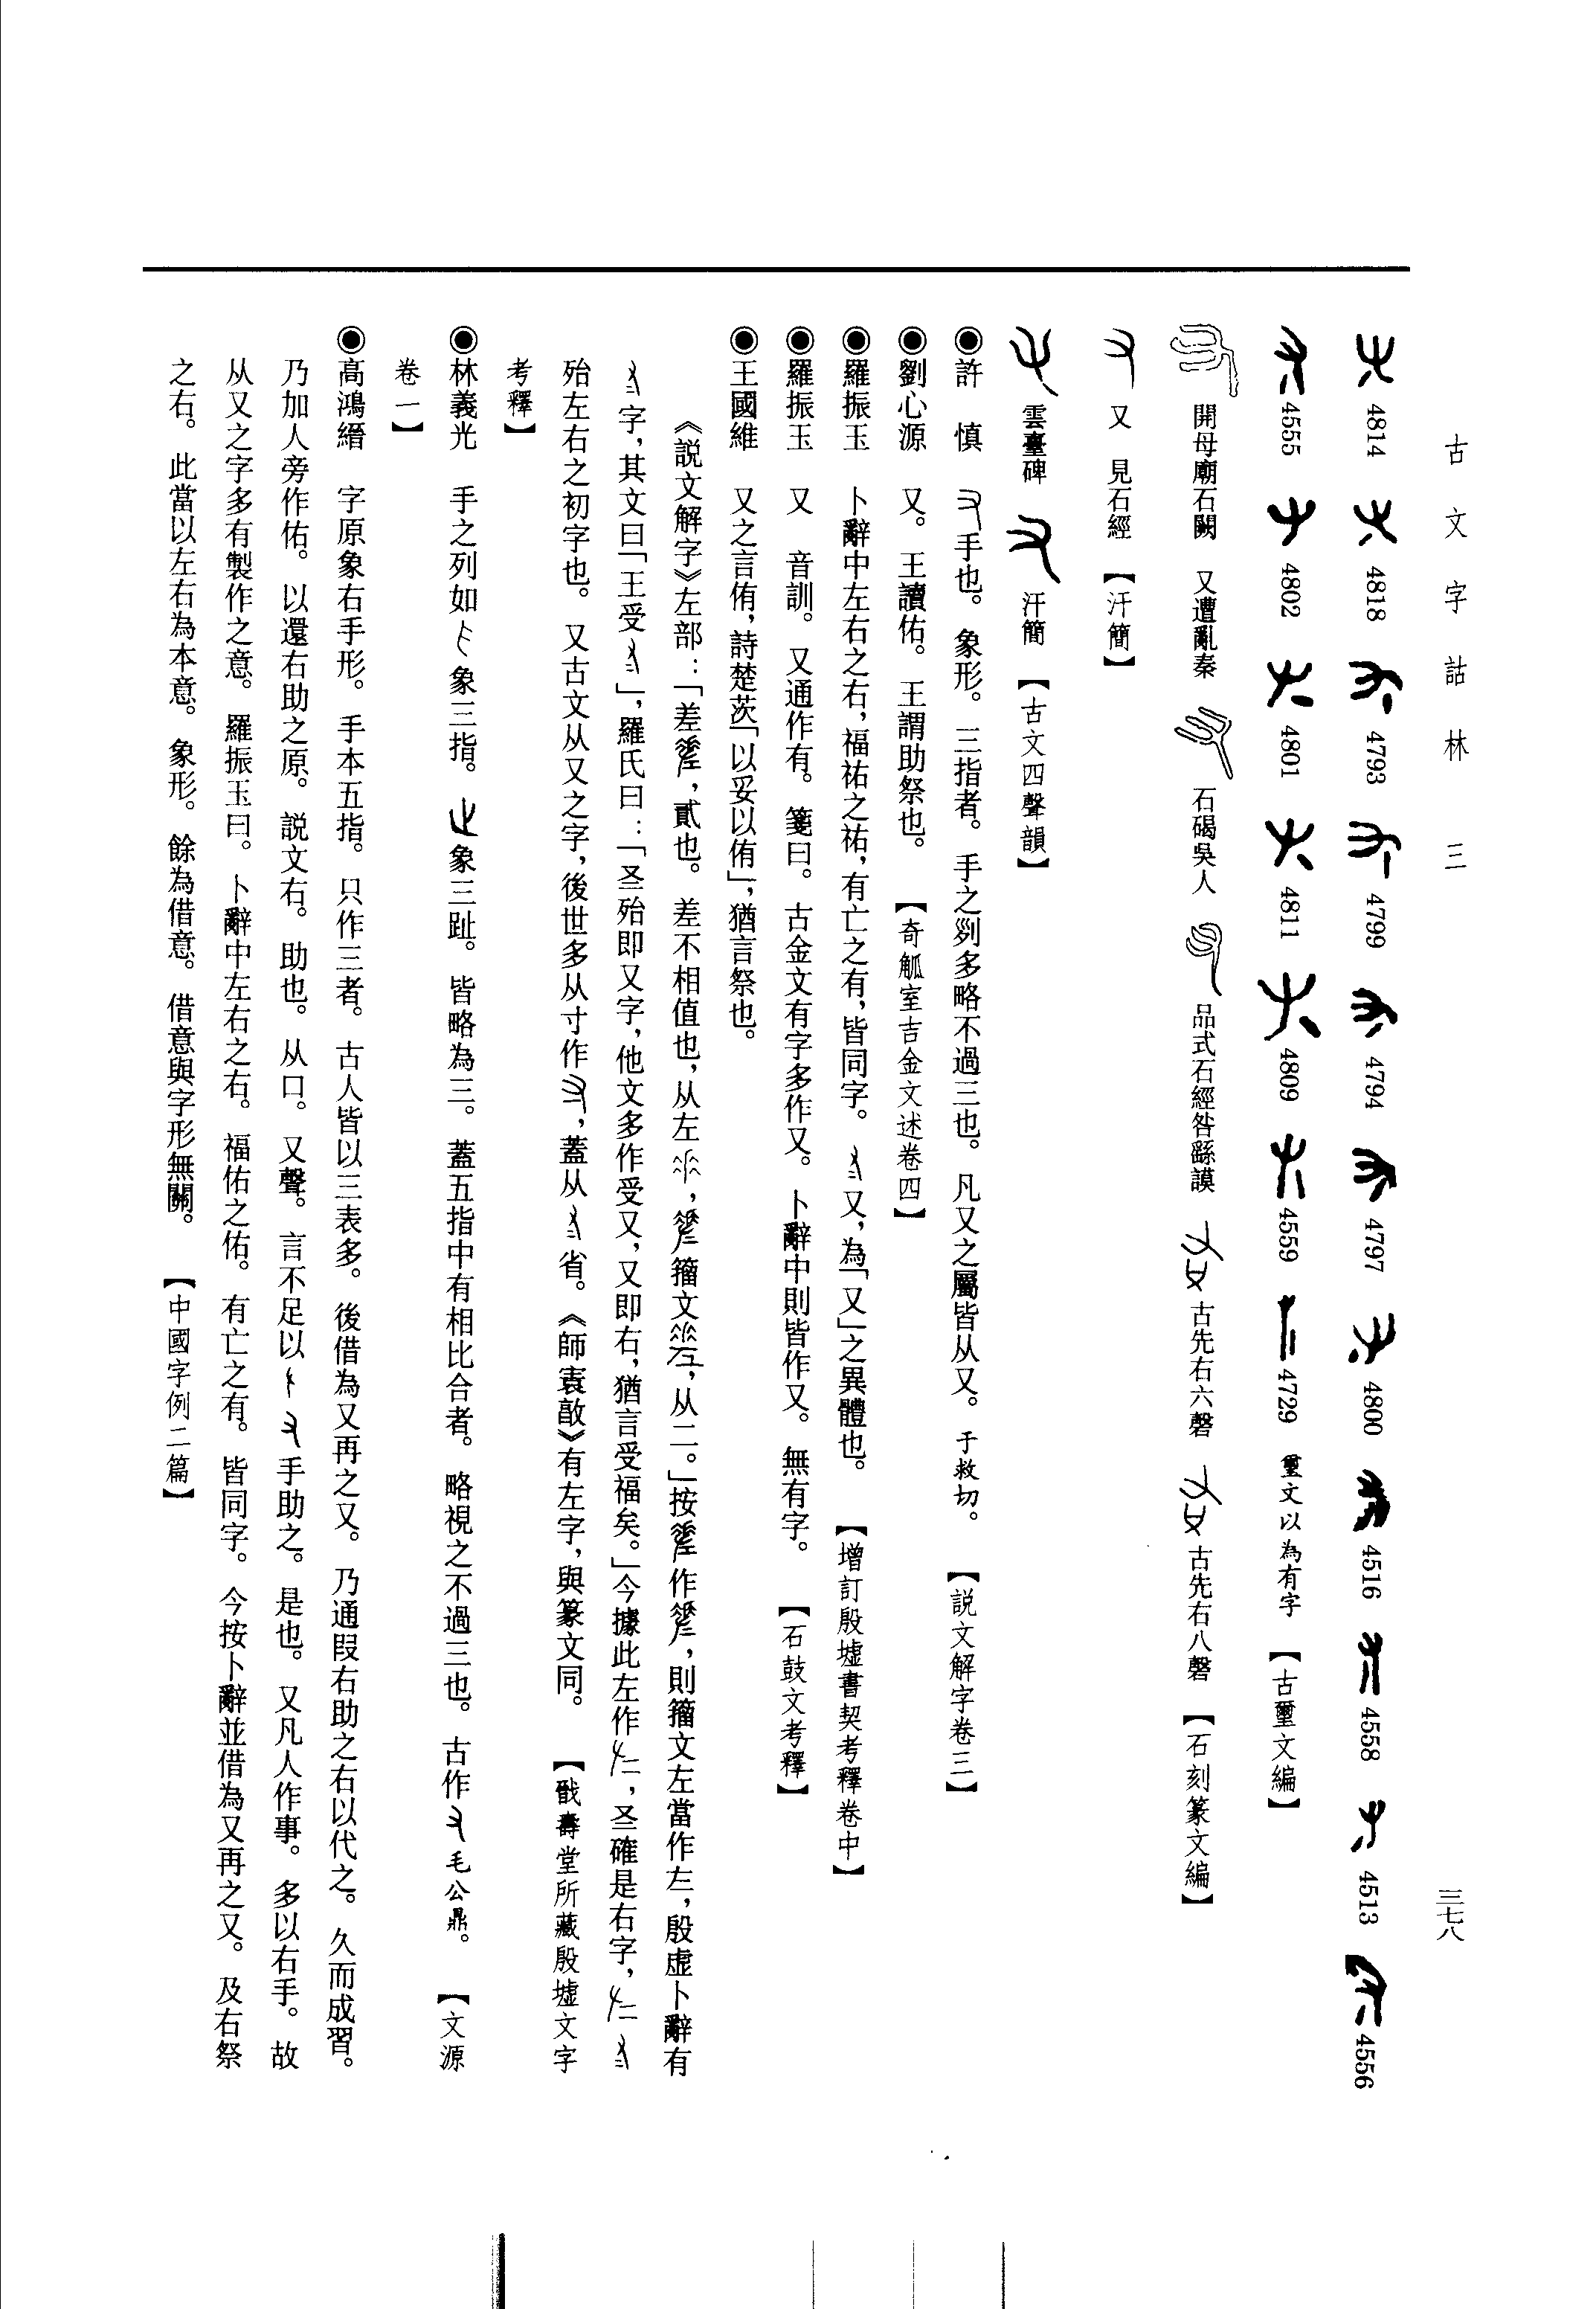 古文字詁林 三
三七八
4814 4818 4793 4799 4794 4797 4800 4516 4558 4513 4556
4555 4802 4801 4811 4809 4559 4729 璽文以為有字 【古璽文編】
開母廟石闕 又遭亂秦 石碣吳人 品式石經咎繇謨 古先右六磬 古先右八磬 【石刻篆文編】
又 見石經 【汗簡】
雲臺碑 汗簡 【古文四聲韻】
◉許 慎 手也。象形。三指者。手之𠛱多略不過三也。凡又之屬皆从又。于救切。 【説文解字卷三】
◉劉心源 又。王讀佑。王謂助祭也。 【奇觚室吉金文述卷四】
◉羅振玉 卜辭中左右之右，福祐之祐，有亡之有，皆同字。 又，為「又」之異體也。 【增訂殷墟書契考釋卷中】
◉羅振玉 又 音訓。又通作有。箋曰。古金文有字多作又。卜辭中則皆作又。無有字。 【石鼓文考釋】
◉王國維 又之言侑，詩楚茨「以妥以侑」，猶言祭也。
《説文解字》左部：「差 ，貳也。差不相值也，从左 ， 籀文 ，从二。」按 作 ，則籀文左當作 ，殷虛卜辭有
字，其文曰「王受 」，羅氏曰：「 殆即又字，他文多作受又，又即右，猶言受福矣。」今據此左作 ， 確是右字，
殆左右之初字也。又古文从又之字，後世多从寸作 ，蓋从 省。《師寰敲》有左字，與篆文同。 【戩壽堂所藏殷墟文字
考釋】
◉林義光 手之列如 象三指。 象三趾。皆略為三。蓋五指中有相比合者。略視之不過三也。古作 毛公鼎。 【文源
卷一】
◉高鴻縉 字原象右手形。手本五指。只作三者。古人皆以三表多。後借為又再之又。乃通叚右助之右以代之。久而成習。
乃加人旁作佑。以還右助之原。説文右。助也。从口。又聲。言不足以 手助之。是也。又凡人作事。多以右手。故
从又之字多有製作之意。羅振玉曰。卜辭中左右之右。福佑之佑。有亡之有。皆同字。今按卜辭並借為又再之又。及右祭
之右。此當以左右為本意。象形。餘為借意。借意與字形無關。 【中國字例二篇】